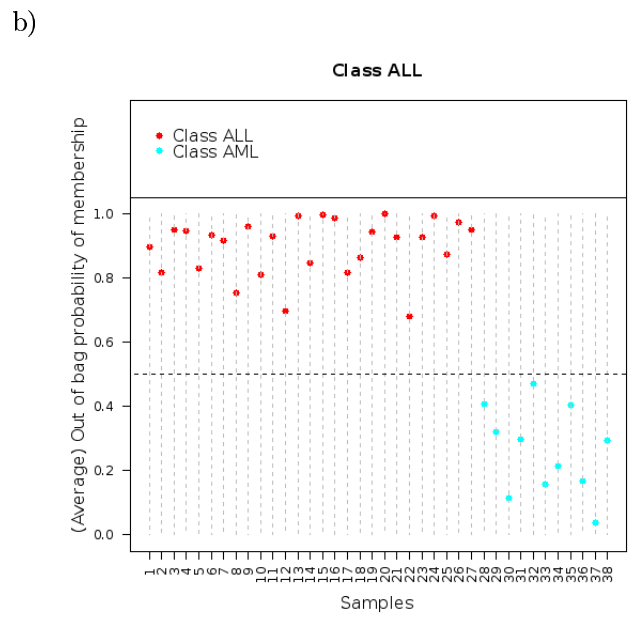 b)
Class ALL
Class ALL
Class AML
(Average) Out of bag probability of membership
1.0
0.8
0.6
0.4
0.2
0.0
1 2 3 4 5 6 7 8 9 10 11 12 13 14 15 16 17 18 19 20 21 22 23 24 25 26 27 28 29 30 31 32 33 34 35 36 37 38
Samples